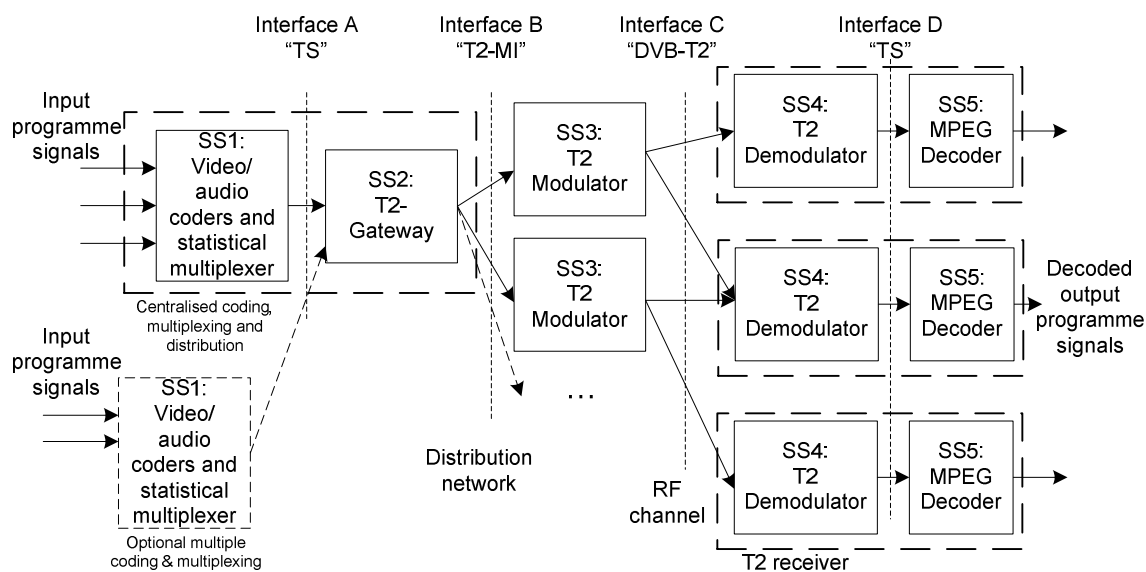 Interface A
“TS”
Interface B
“T2-MI”
Interface C
“DVB-T2”
Interface D
“TS”
Input
programme
signals
SS1:
Video/
audio
coders and
statistical
multiplexer
Centralised coding,
multiplexing and
distribution
SS2:
T2-
Gateway
SS3:
T2
Modulator
SS3:
T2
Modulator
...
SS4:
T2
Demodulator
SS5:
MPEG
Decoder
SS4:
T2
Demodulator
SS5:
MPEG
Decoder
Decoded
output
programme
signals
Input
programme
signals
SS1:
Video/
audio
coders and
statistical
multiplexer
Optional multiple
coding & multiplexing
Distribution
network
RF
channel
SS4:
T2
Demodulator
SS5:
MPEG
Decoder
T2 receiver